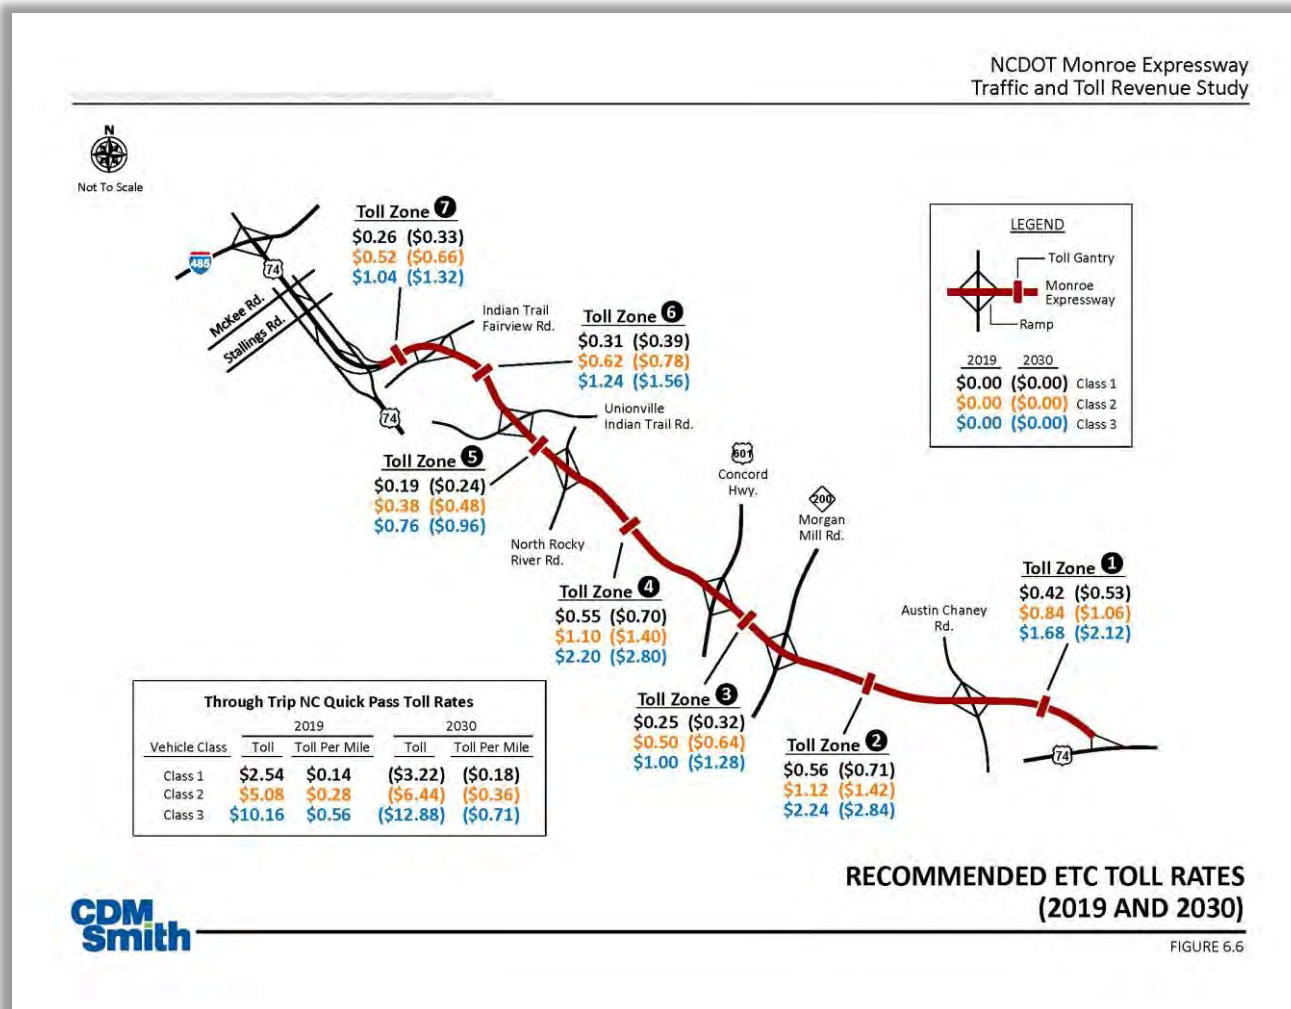 NCDOT Monroe Expressway
Traffic and Toll Revenue Study
N
Not To Scale
Toll Zone 7
$0.26 ($0.33)
$0.52 ($0.66)
$1.04 ($1.32)
485
74
McKee Rd.
Stallings Rd.
Indian Trail
Fairview Rd.
Toll Zone 6
$0.31 ($0.39)
$0.62 ($0.78)
$1.24 ($1.56)
LEGEND
Toll Gantry
Monroe
Expressway
Ramp
2019 2030
$0.00 ($0.00) Class 1
$0.00 ($0.00) Class 2
$0.00 ($0.00) Class 3
74
Unionville
Indian Trail Rd.
Toll Zone 5
$0.19 ($0.24)
$0.38 ($0.48)
$0.76 ($0.96)
North Rocky
River Rd.
601
Concord
Hwy.
200
Morgan
Mill Rd.
Toll Zone 4
$0.55 ($0.70)
$1.10 ($1.40)
$2.20 ($2.80)
Austin Chaney
Rd.
Toll Zone 1
$0.42 ($0.53)
$0.84 ($1.06)
$1.68 ($2.12)
Toll Zone 3
$0.25 ($0.32)
$0.50 ($0.64)
$1.00 ($1.28)
Toll Zone 2
$0.56 ($0.71)
$1.12 ($1.42)
$2.24 ($2.84)
74
Through Trip NC Quick Pass Toll Rates
2019 2030
Vehicle Class Toll Toll Per Mile Toll Toll Per Mile
Class 1 $2.54 $0.14 ($3.22) ($0.18)
Class 2 $5.08 $0.28 ($6.44) ($0.36)
Class 3 $10.16 $0.56 ($12.88) ($0.71)
RECOMMENDED ETC TOLL RATES
(2019 AND 2030)
CDM
Smith
FIGURE 6.6